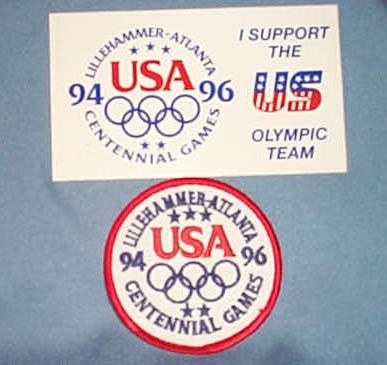 LILLEHAMMER-ATLANTA
USA
94 96
CENTENNIAL GAMES
I SUPPORT
THE
US
OLYMPIC
TEAM
LILLEHAMMER-ATLANTA
USA
94 96
CENTENNIAL GAMES